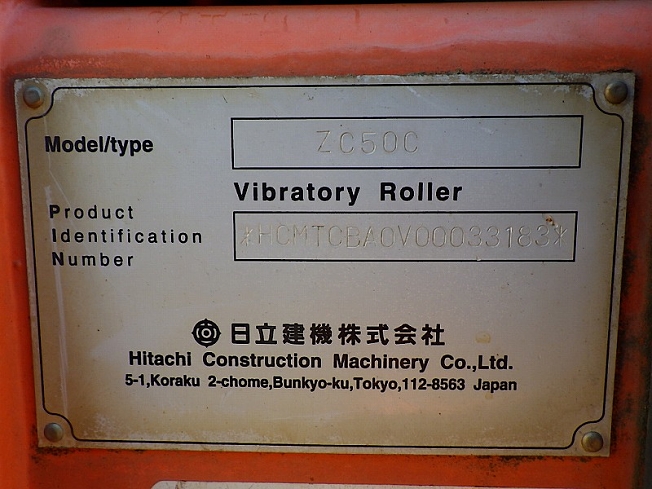 Model/type ZC50C
Vibratory Roller
Product
Identification *HCMTCBA0V00033183*
Number
日立建機株式会社
Hitachi Construction Machinery Co.,Ltd.
5-1,Koraku 2-chome,Bunkyo-ku,Tokyo,112-8563 Japan